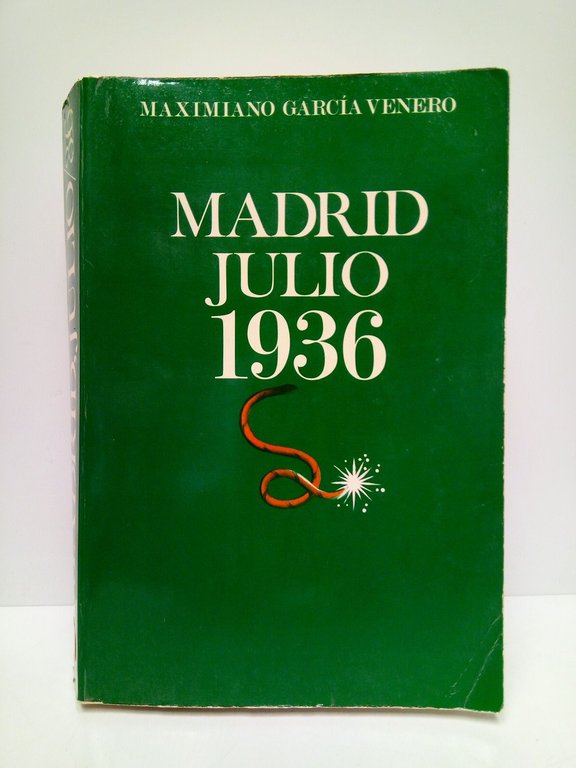 MAXIMIANO GARCÍA VENERO
MADRID
JULIO
1936